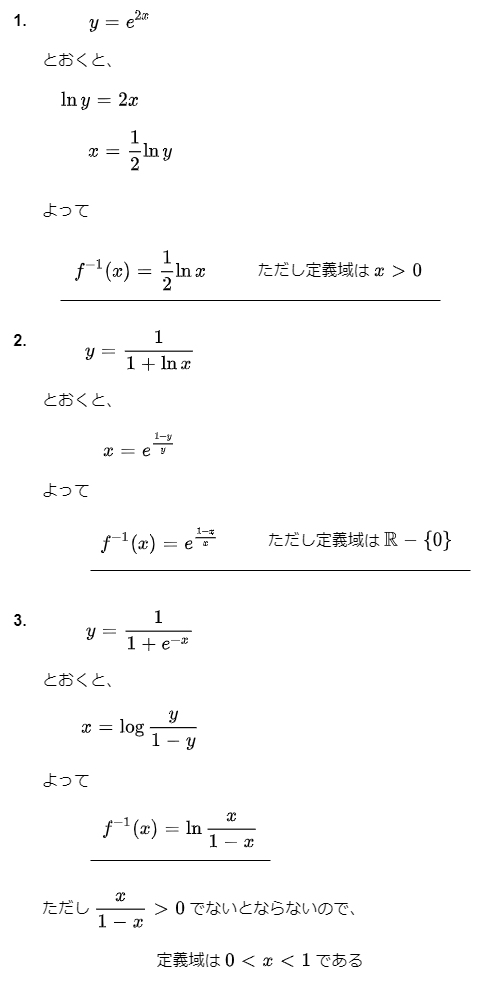 1. y = e^{2x}
とおくと、
ln y = 2x
x = \frac{1}{2} ln y
よって
f^{-1}(x) = \frac{1}{2} ln x ただし定義域は x > 0
2. y = \frac{1}{1 + ln x}
とおくと、
x = e^{\frac{1-y}{y}}
よって
f^{-1}(x) = e^{\frac{1-x}{x}} ただし定義域は ℝ − {0}
3. y = \frac{1}{1 + e^{-x}}
とおくと、
x = log \frac{y}{1 − y}
よって
f^{-1}(x) = ln \frac{x}{1 − x}
ただし \frac{x}{1 − x} > 0 でないとならないので、
定義域は 0 < x < 1 である